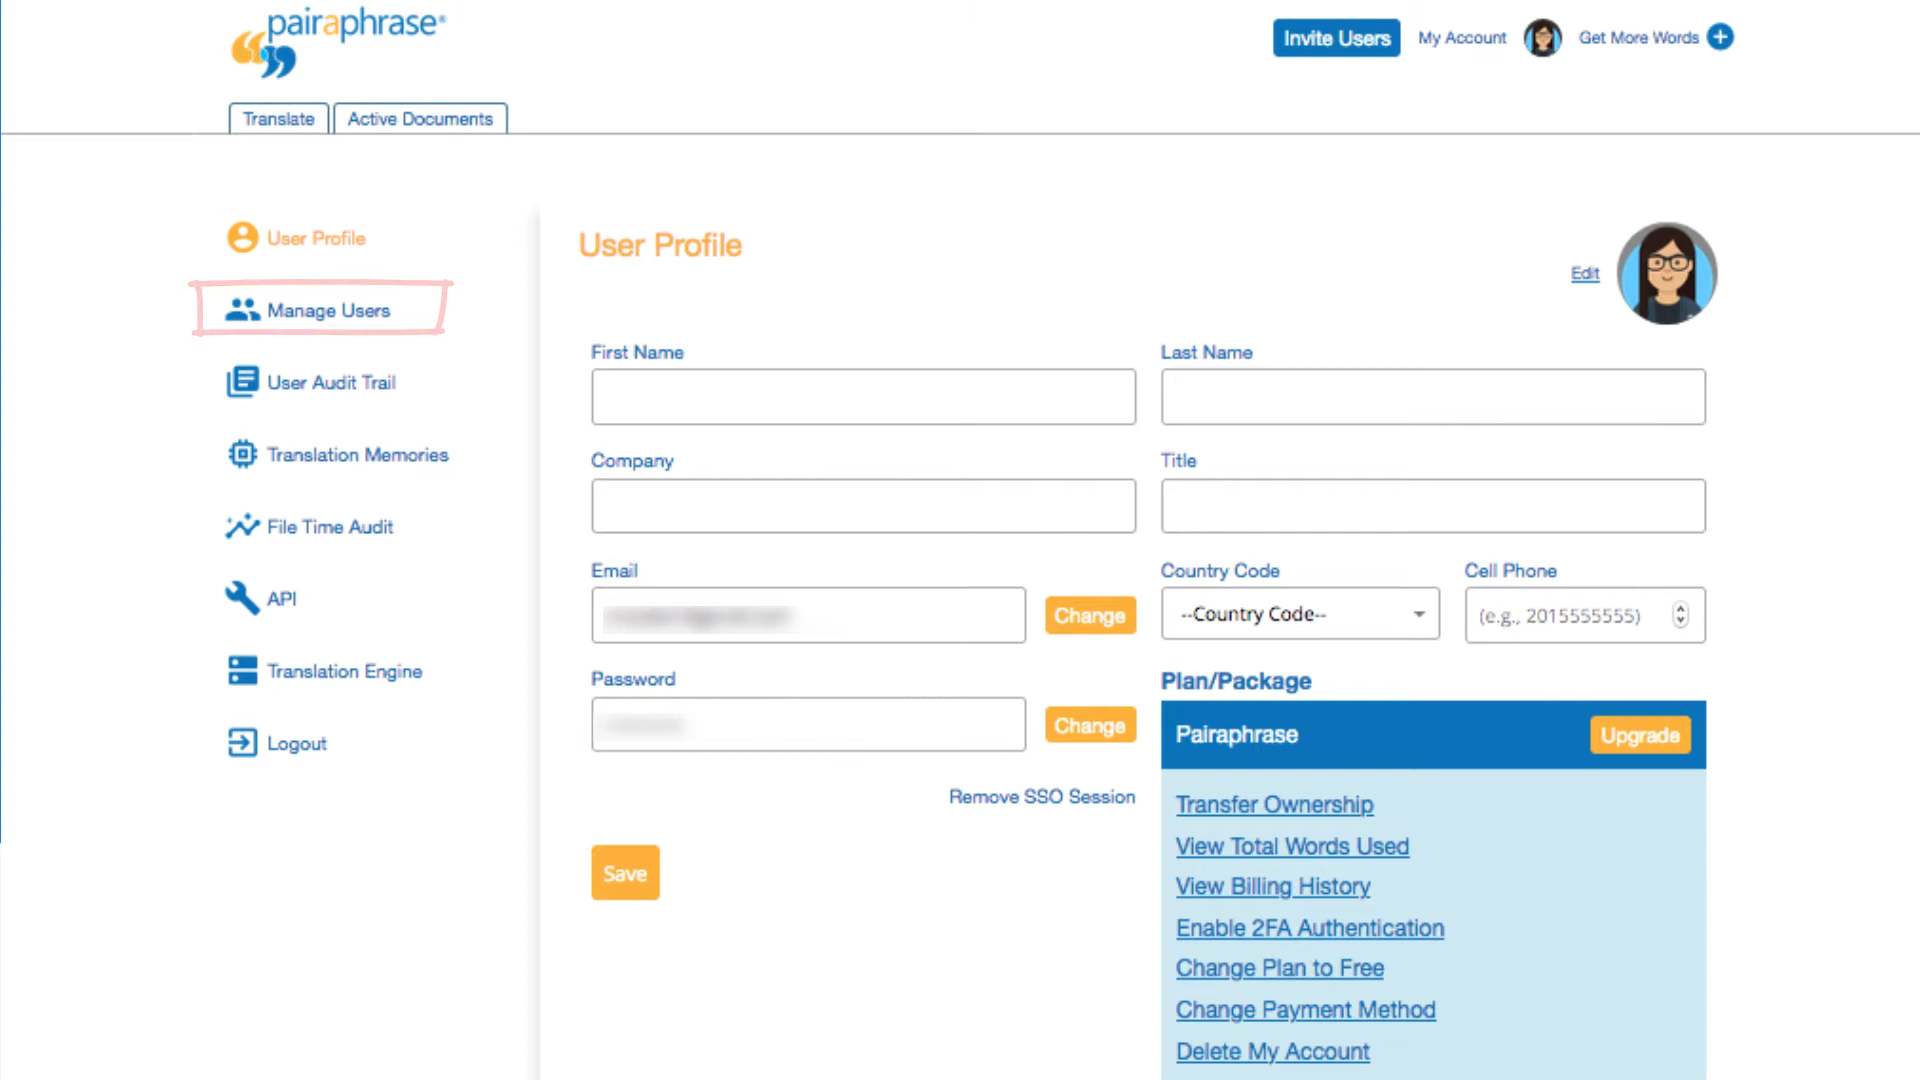 pairaphrase®
Invite Users
My Account
Get More Words
Translate
Active Documents
User Profile
Manage Users
User Audit Trail
Translation Memories
File Time Audit
API
Translation Engine
Logout
User Profile
Edit
First Name
Last Name
Company
Title
Email
Change
Country Code
--Country Code--
Cell Phone
(e.g., 2015555555)
Password
Change
Remove SSO Session
Save
Plan/Package
Pairaphrase
Upgrade
Transfer Ownership
View Total Words Used
View Billing History
Enable 2FA Authentication
Change Plan to Free
Change Payment Method
Delete My Account